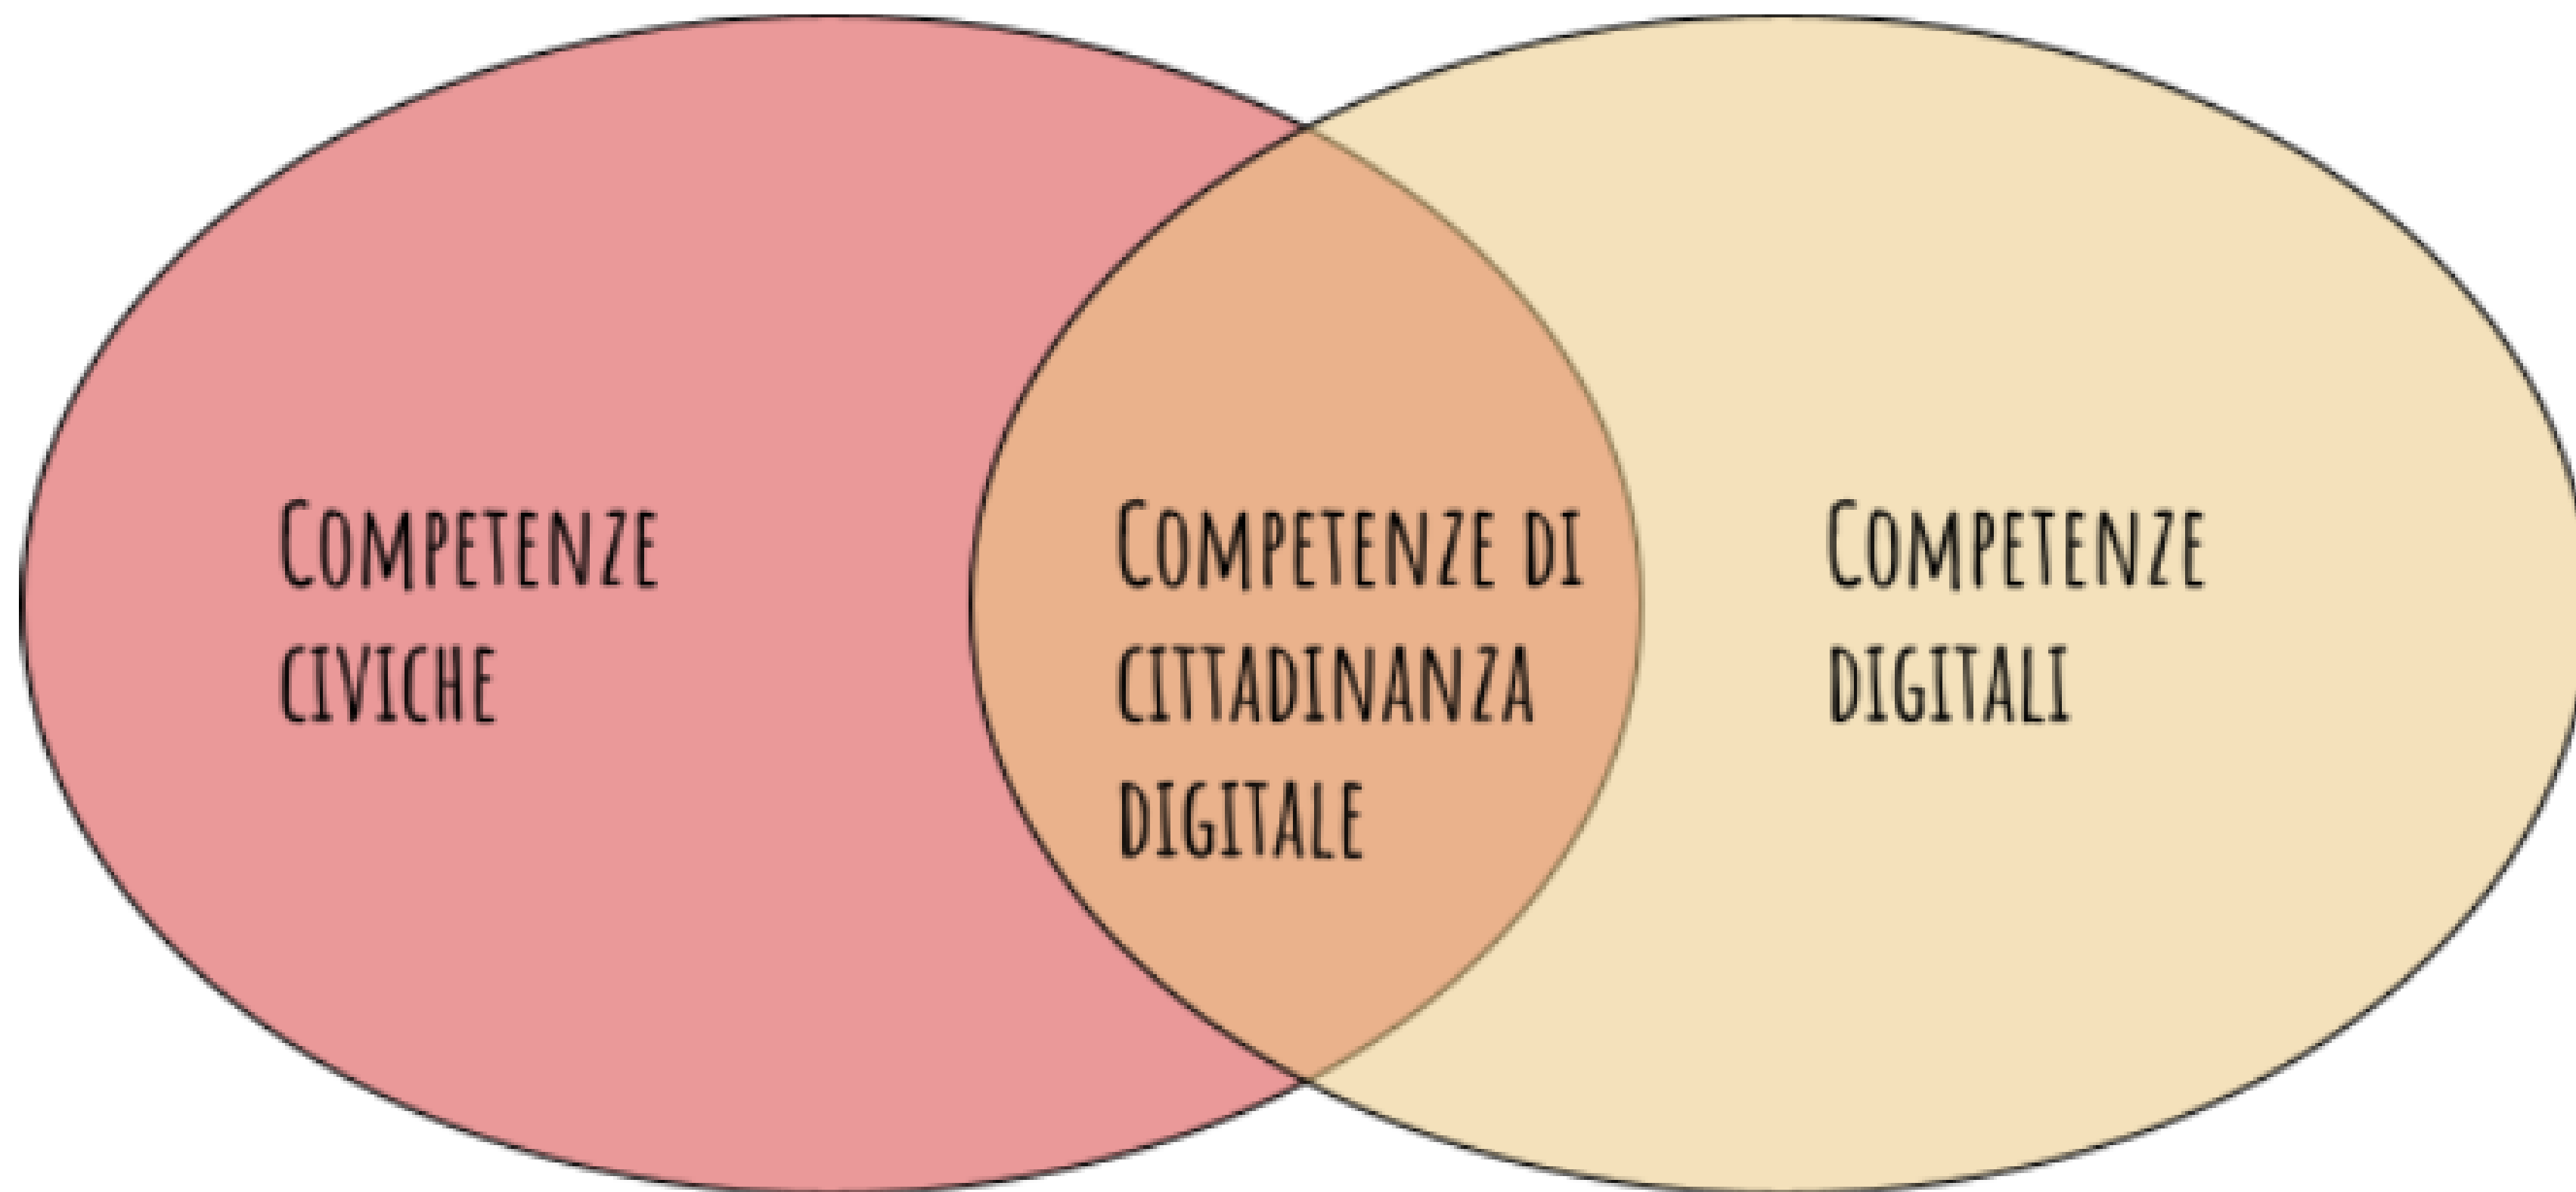 Competenze
civiche
Competenze di
cittadinanza
digitale
Competenze
digitali